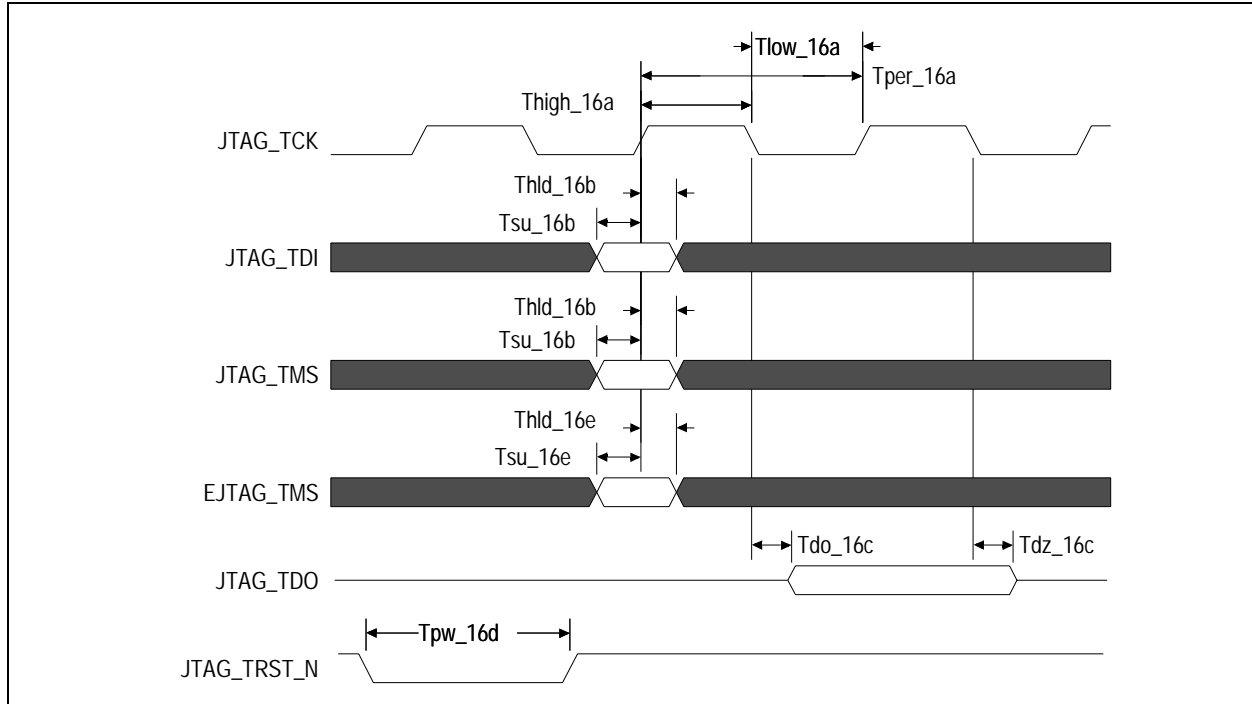 Tlow_16a
Tper_16a
Thigh_16a
JTAG_TCK
Thld_16b
Tsu_16b
JTAG_TDI
Thld_16b
Tsu_16b
JTAG_TMS
Thld_16e
Tsu_16e
EJTAG_TMS
Tdo_16c
Tdz_16c
JTAG_TDO
Tpw_16d
JTAG_TRST_N